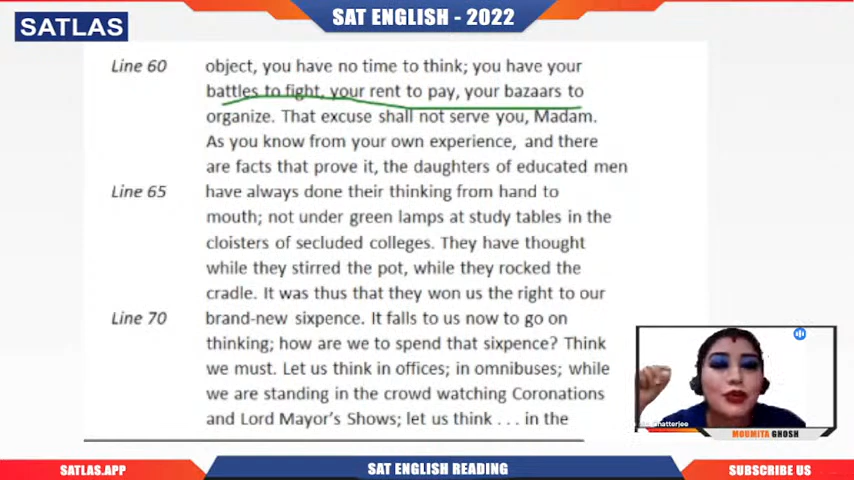 SATLAS
SAT ENGLISH - 2022
Line 60 object, you have no time to think; you have your
battles to fight, your rent to pay, your bazaars to
organize. That excuse shall not serve you, Madam.
As you know from your own experience, and there
are facts that prove it, the daughters of educated men
Line 65 have always done their thinking from hand to
mouth; not under green lamps at study tables in the
cloisters of secluded colleges. They have thought
while they stirred the pot, while they rocked the
cradle. It was thus that they won us the right to our
Line 70 brand-new sixpence. It falls to us now to go on
thinking; how are we to spend that sixpence? Think
we must. Let us think in offices; in omnibuses; while
we are standing in the crowd watching Coronations
and Lord Mayor's Shows; let us think . . . in the
MOUMITA GHOSH
SATLAS.APP
SAT ENGLISH READING
SUBSCRIBE US